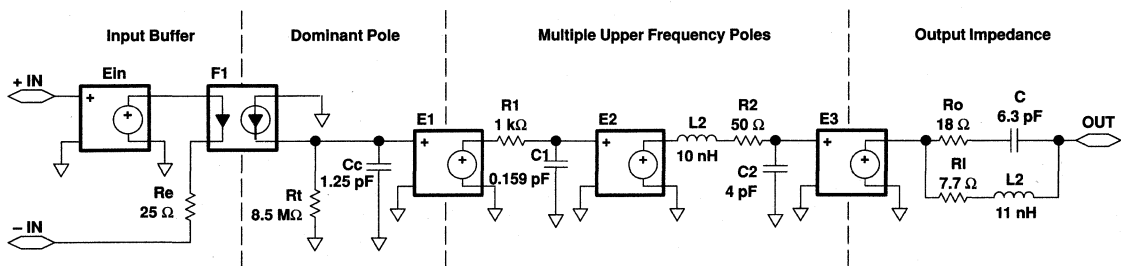 Input Buffer
Dominant Pole
Multiple Upper Frequency Poles
Output Impedance
+ IN
Ein
+
F1
Re
25 Ω
– IN
Rt
8.5 MΩ
Cc
1.25 pF
E1
+
R1
1 kΩ
C1
0.159 pF
E2
+
L2
10 nH
R2
50 Ω
C2
4 pF
E3
+
Ro
18 Ω
C
6.3 pF
OUT
Rl
7.7 Ω
L2
11 nH